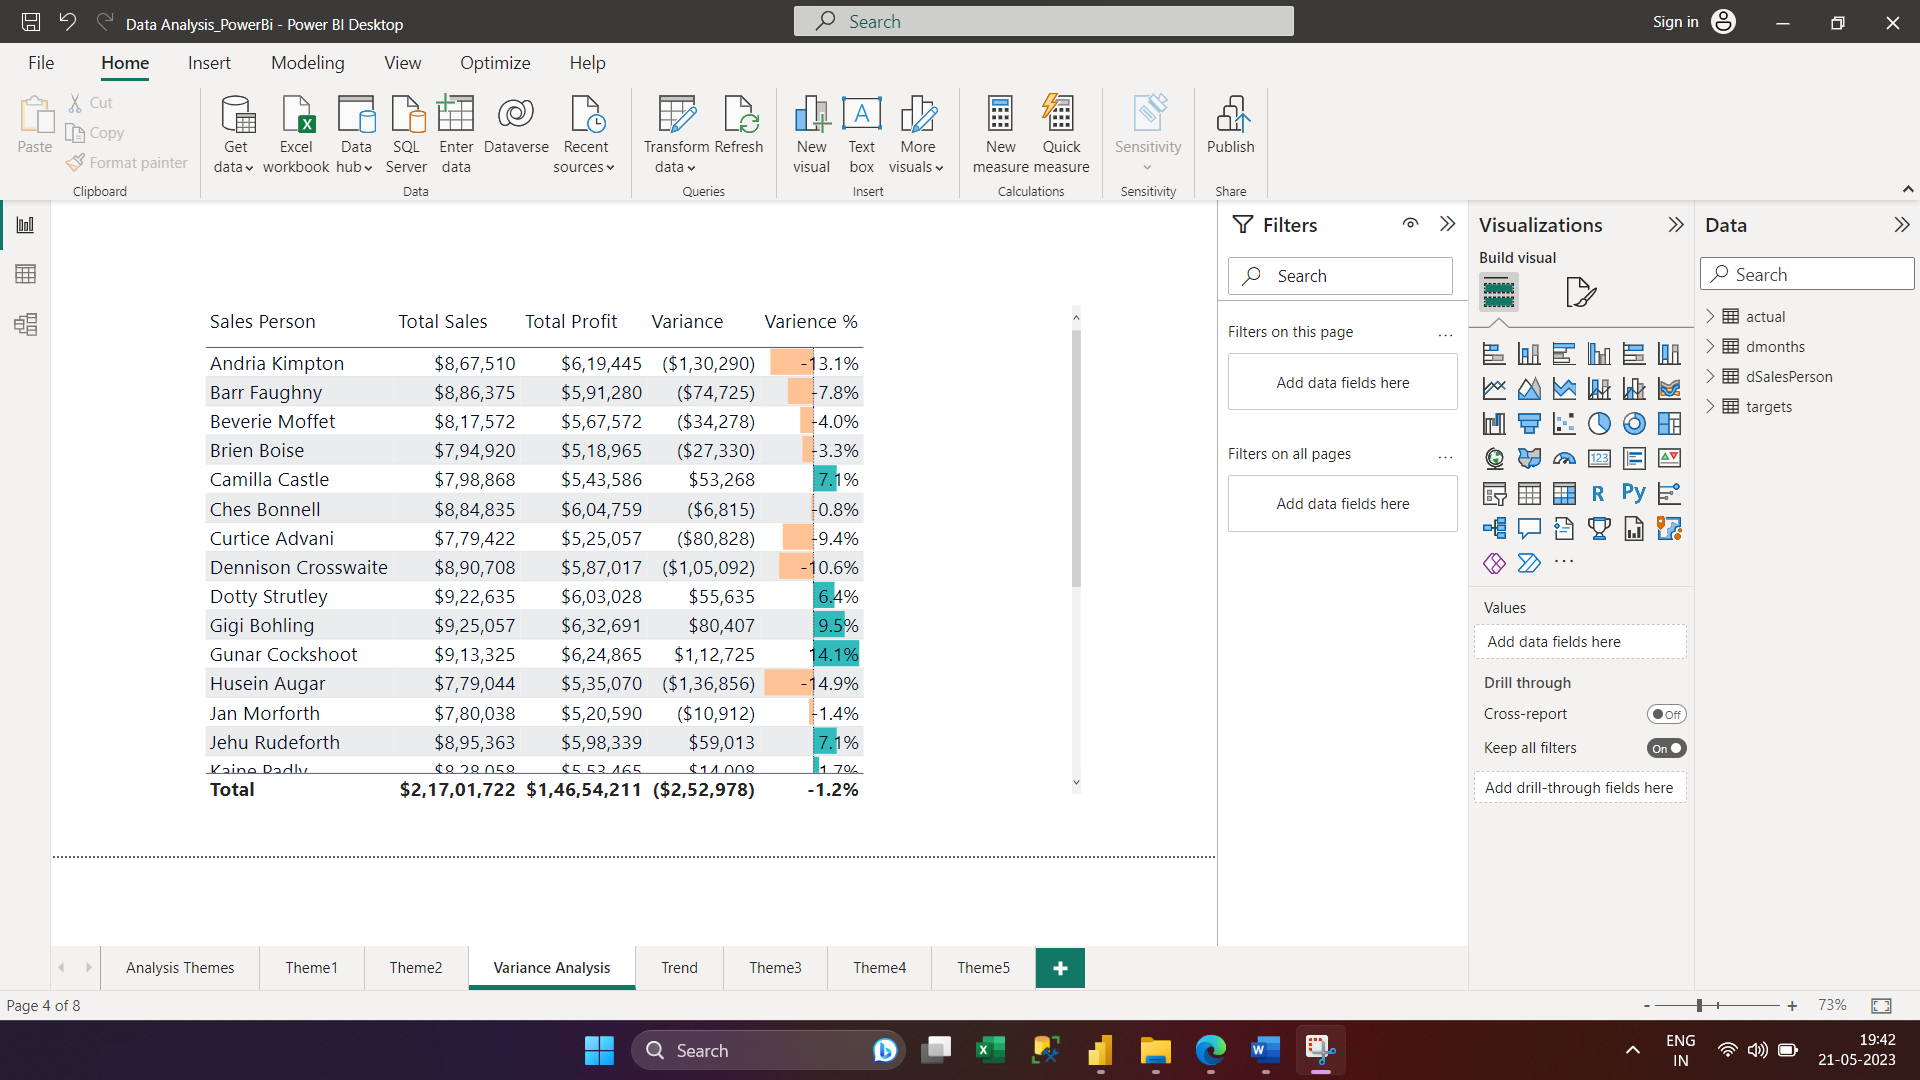 Data Analysis_PowerBi - Power BI Desktop
Search
Sign in
File Home Insert Modeling View Optimize Help
Paste
Cut
Copy
Format painter
Clipboard
Get data
Excel workbook
Data hub
SQL Server
Enter data
Dataverse
Recent sources
Data
Transform data
Refresh
Queries
New visual
Text box
More visuals
Insert
New measure
Quick measure
Calculations
Sensitivity
Sensitivity
Publish
Share
Sales Person Total Sales Total Profit Variance Varience %
Andria Kimpton $8,67,510 $6,19,445 ($1,30,290) -13.1%
Barr Faughny $8,86,375 $5,91,280 ($74,725) -7.8%
Beverie Moffet $8,17,572 $5,67,572 ($34,278) -4.0%
Brien Boise $7,94,920 $5,18,965 ($27,330) -3.3%
Camilla Castle $7,98,868 $5,43,586 $53,268 7.1%
Ches Bonnell $8,84,835 $6,04,759 ($6,815) -0.8%
Curtice Advani $7,79,422 $5,25,057 ($80,828) -9.4%
Dennison Crosswaite $8,90,708 $5,87,017 ($1,05,092) -10.6%
Dotty Strutley $9,22,635 $6,03,028 $55,635 6.4%
Gigi Bohling $9,25,057 $6,32,691 $80,407 9.5%
Gunar Cockshoot $9,13,325 $6,24,865 $1,12,725 14.1%
Husein Augar $7,79,044 $5,35,070 ($1,36,856) -14.9%
Jan Morforth $7,80,038 $5,20,590 ($10,912) -1.4%
Jehu Rudeforth $8,95,363 $5,98,339 $59,013 7.1%
Kaine Padly $8,28,058 $5,53,465 $14,008 1.7%
Total $2,17,01,722 $1,46,54,211 ($2,52,978) -1.2%
Filters
Search
Filters on this page ...
Add data fields here
Filters on all pages ...
Add data fields here
Visualizations
Build visual
123
R Py
...
Values
Add data fields here
Drill through
Cross-report Off
Keep all filters On
Add drill-through fields here
Data
Search
actual
dmonths
dSalesPerson
targets
Analysis Themes Theme1 Theme2 Variance Analysis Trend Theme3 Theme4 Theme5 +
Page 4 of 8
- + 73%
Search
ENG
IN
19:42
21-05-2023